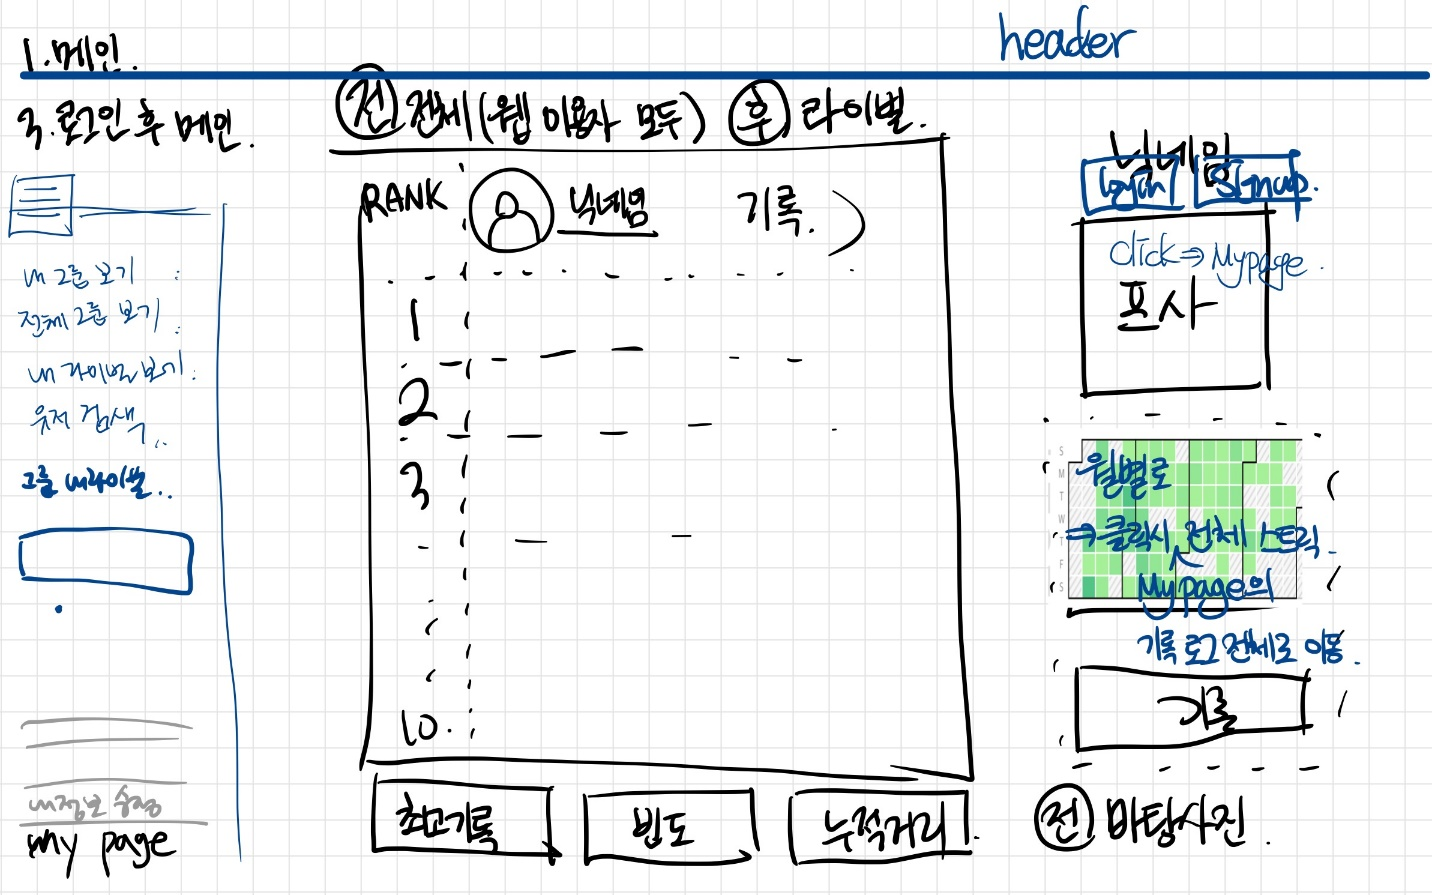 header
1. 메인.
3. 로그인 후 메인.
전 전체 (웹 이용자 모두) 후 라이벌.
닉네임
login
Signup.
RANK
닉네임
기록.
click ⇒ Mypage.
프사
내 그룹 보기
전체 그룹 보기
내 라이벌 보기.
유저 검색
그룹 내 라이벌..
1
2
3
10.
S
M
T
W
T
F
S
월별로
⇒ 클릭시 전체 스트릭.
Mypage의
기록 로그 전체로 이동.
기록
내정보 수정
my page
최고기록
빈도
누적거리.
전 바탕사진.